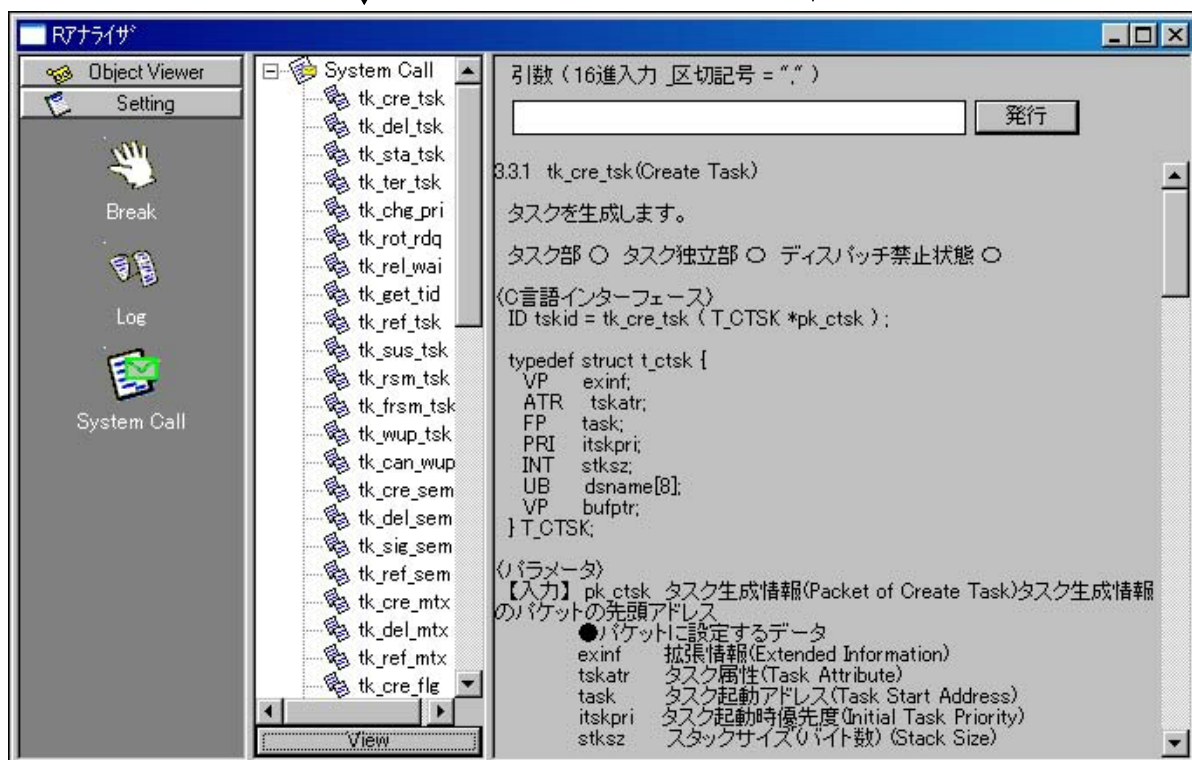 Rアナライザ
Object Viewer
Setting
Break
Log
System Call
System Call
tk_cre_tsk
tk_del_tsk
tk_sta_tsk
tk_ter_tsk
tk_chg_pri
tk_rot_rdq
tk_rel_wai
tk_get_tid
tk_ref_tsk
tk_sus_tsk
tk_rsm_tsk
tk_frsm_tsk
tk_wup_tsk
tk_can_wup
tk_cre_sem
tk_del_sem
tk_sig_sem
tk_ref_sem
tk_cre_mtx
tk_del_mtx
tk_ref_mtx
tk_cre_flg
View
引数（16進入力 区切記号 = “,” ）
発行
3.3.1 tk_cre_tsk(Create Task)
タスクを生成します。
タスク部 ○ タスク独立部 ○ ディスパッチ禁止状態 ○
(C言語インターフェース)
ID tskid = tk_cre_tsk ( T_CTSK *pk_ctsk ) ;
typedef struct t_ctsk {
VP exinf;
ATR tskatr;
FP task;
PRI itskpri;
INT stksz;
UB dsname[8];
VP bufptr;
} T_CTSK;
(パラメータ)
【入力】 pk_ctsk タスク生成情報(Packet of Create Task)タスク生成情報
のパケットの先頭アドレス
●パケットに設定するデータ
exinf 拡張情報(Extended Information)
tskatr タスク属性(Task Attribute)
task タスク起動アドレス(Task Start Address)
itskpri タスク起動時優先度(Initial Task Priority)
stksz スタックサイズ(バイト数) (Stack Size)